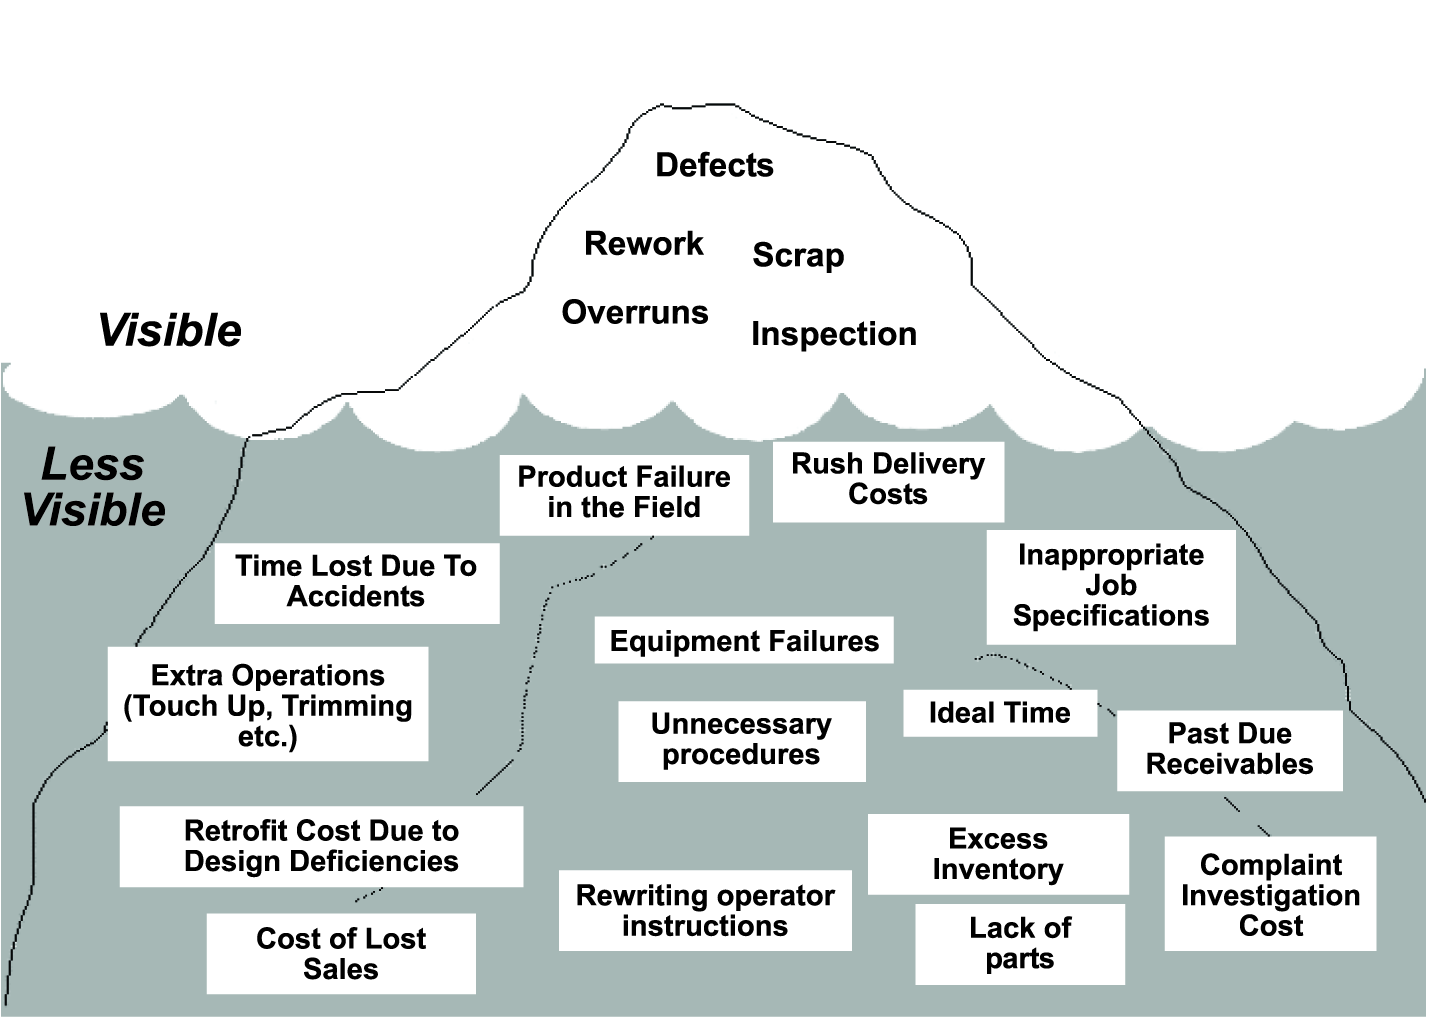 Defects
Rework
Scrap
Overruns
Inspection
Visible
Less
Visible
Product Failure
in the Field
Rush Delivery
Costs
Time Lost Due To
Accidents
Inappropriate
Job
Specifications
Equipment Failures
Extra Operations
(Touch Up, Trimming
etc.)
Unnecessary
procedures
Ideal Time
Past Due
Receivables
Retrofit Cost Due to
Design Deficiencies
Excess
Inventory
Complaint
Investigation
Cost
Rewriting operator
instructions
Lack of
parts
Cost of Lost
Sales